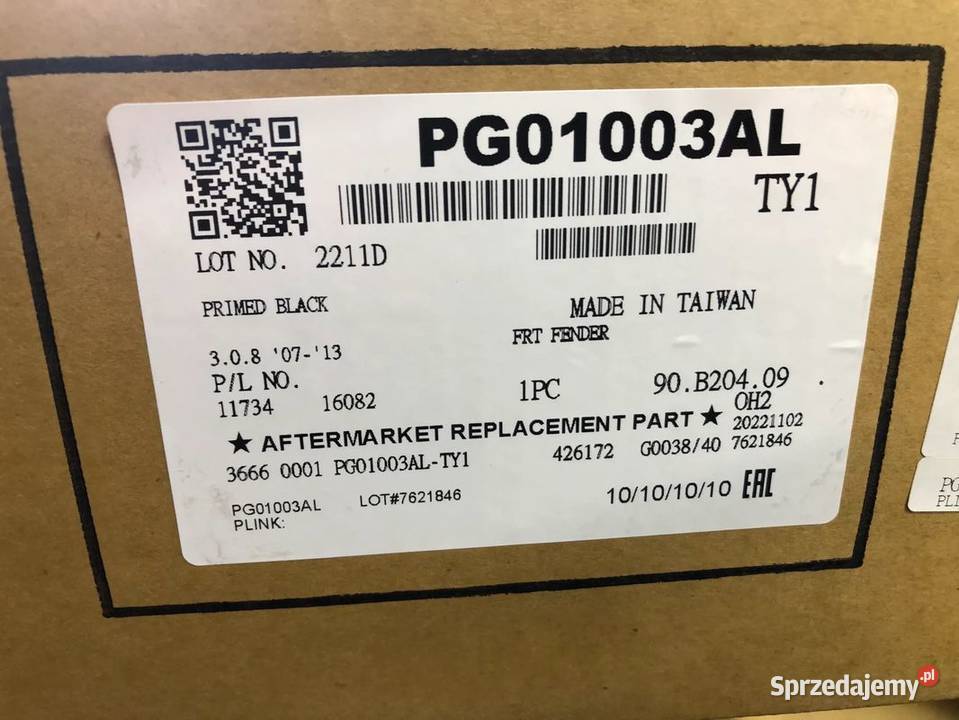 PG01003AL
TY1
LOT NO. 2211D
PRIMED BLACK
MADE IN TAIWAN
FRT FENDER
3.0.8 '07-'13
P/L NO.
11734 16082
1PC
90.B204.09
OH2
★ AFTERMARKET REPLACEMENT PART ★
20221102
3666 0001 PG01003AL-TY1
426172 G0038/40 7621846
PG01003AL LOT#7621846
PLINK:
10/10/10/10 EAC
Sprzedajemy.pl